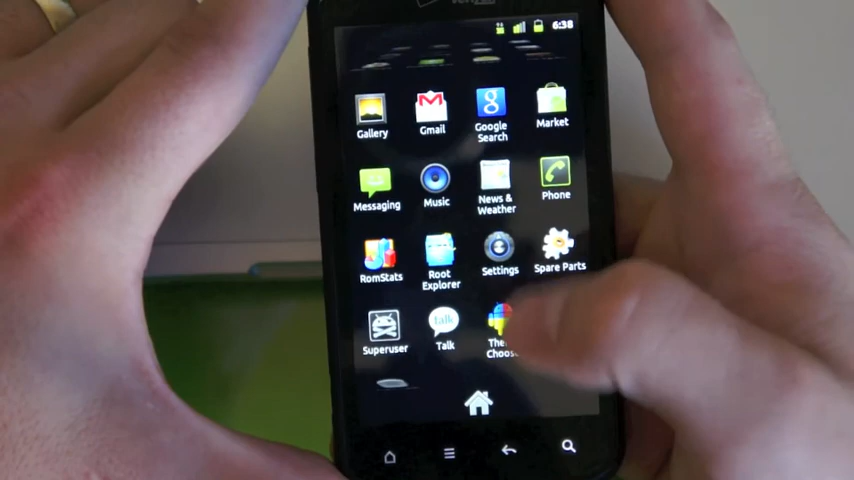 6:38
Gallery
Gmail
Google
Search
Market
Messaging
Music
News &
Weather
Phone
RomStats
Root
Explorer
Settings
Spare Parts
Superuser
talk
Talk